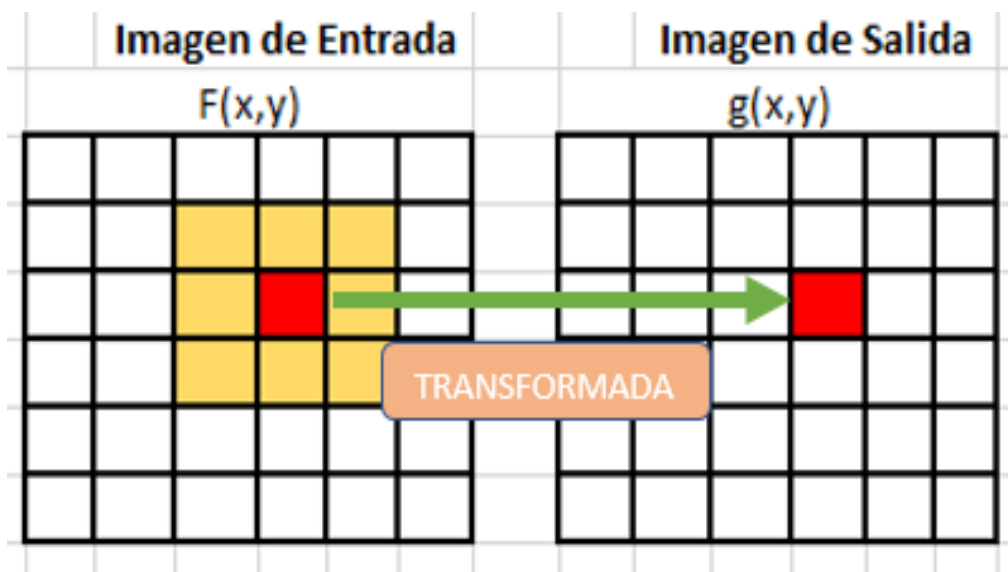 Imagen de Entrada
Imagen de Salida
F(x,y)
g(x,y)
TRANSFORMADA